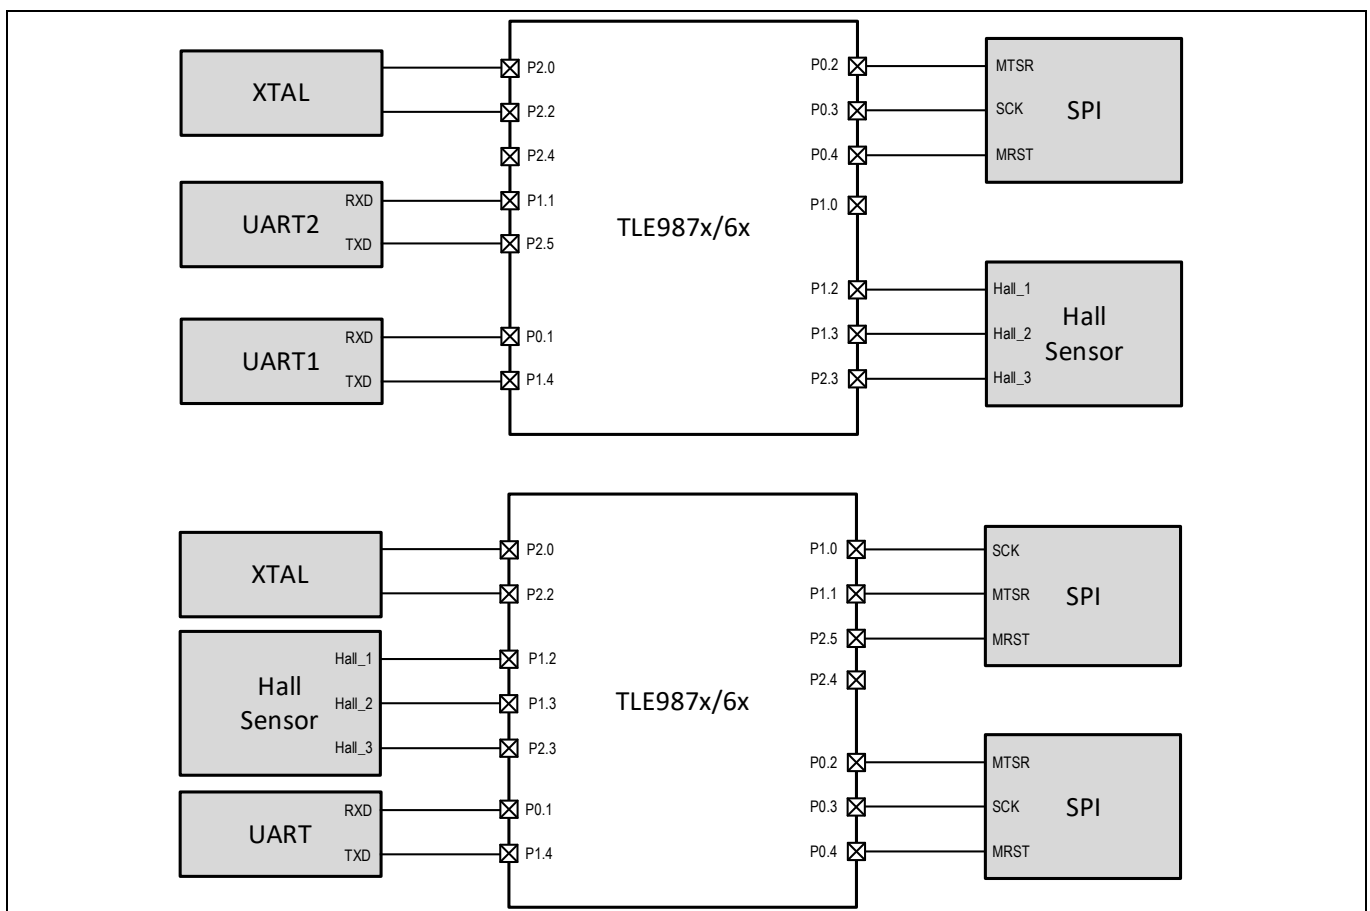 XTAL
P2.0
P2.2
P2.4
UART2
RXD
TXD
P1.1
P2.5
UART1
RXD
TXD
P0.1
P1.4
TLE987x/6x
P0.2
P0.3
P0.4
P1.0
MTSR
SCK
MRST
SPI
P1.2
P1.3
P2.3
Hall_1
Hall_2
Hall_3
Hall
Sensor
XTAL
P2.0
P2.2
Hall
Sensor
Hall_1
Hall_2
Hall_3
P1.2
P1.3
P2.3
UART
RXD
TXD
P0.1
P1.4
TLE987x/6x
P1.0
P1.1
P2.5
P2.4
SCK
MTSR
MRST
SPI
P0.2
P0.3
P0.4
MTSR
SCK
MRST
SPI